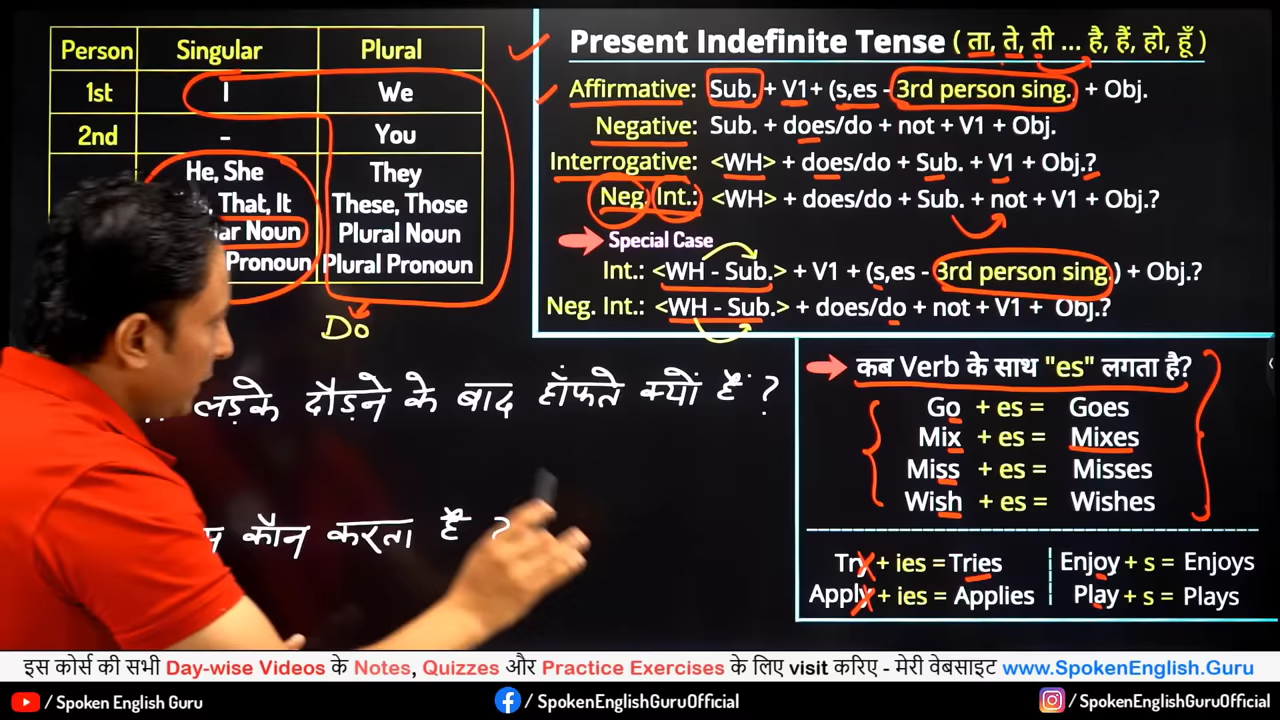 Person Singular Plural
1st I We
2nd - You
He, She They
That, It These, Those
Noun Plural Noun
Pronoun Plural Pronoun
Do
Present Indefinite Tense ( ता, ते, ती ... है, हैं, हो, हूँ )
Affirmative: Sub. + V1+ (s,es - 3rd person sing.) + Obj.
Negative: Sub. + does/do + not + V1 + Obj.
Interrogative: <WH> + does/do + Sub. + V1 + Obj.?
Neg. Int.: <WH> + does/do + Sub. + not + V1 + Obj.?
Special Case
Int.: <WH - Sub.> + V1 + (s,es - 3rd person sing.) + Obj.?
Neg. Int.: <WH - Sub.> + does/do + not + V1 + Obj.?
लड़के दौड़ने के बाद हाँफते क्यों हैं ?
कौन करता है ?
कब Verb के साथ "es" लगता है?
Go + es = Goes
Mix + es = Mixes
Miss + es = Misses
Wish + es = Wishes
Try + ies = Tries
Apply + ies = Applies
Enjoy + s = Enjoys
Play + s = Plays
इस कोर्स की सभी Day-wise Videos के Notes, Quizzes और Practice Exercises के लिए visit करिए - मेरी वेबसाइट www.SpokenEnglish.Guru
/ Spoken English Guru
/ SpokenEnglishGuruOfficial
/SpokenEnglishGuruOfficial